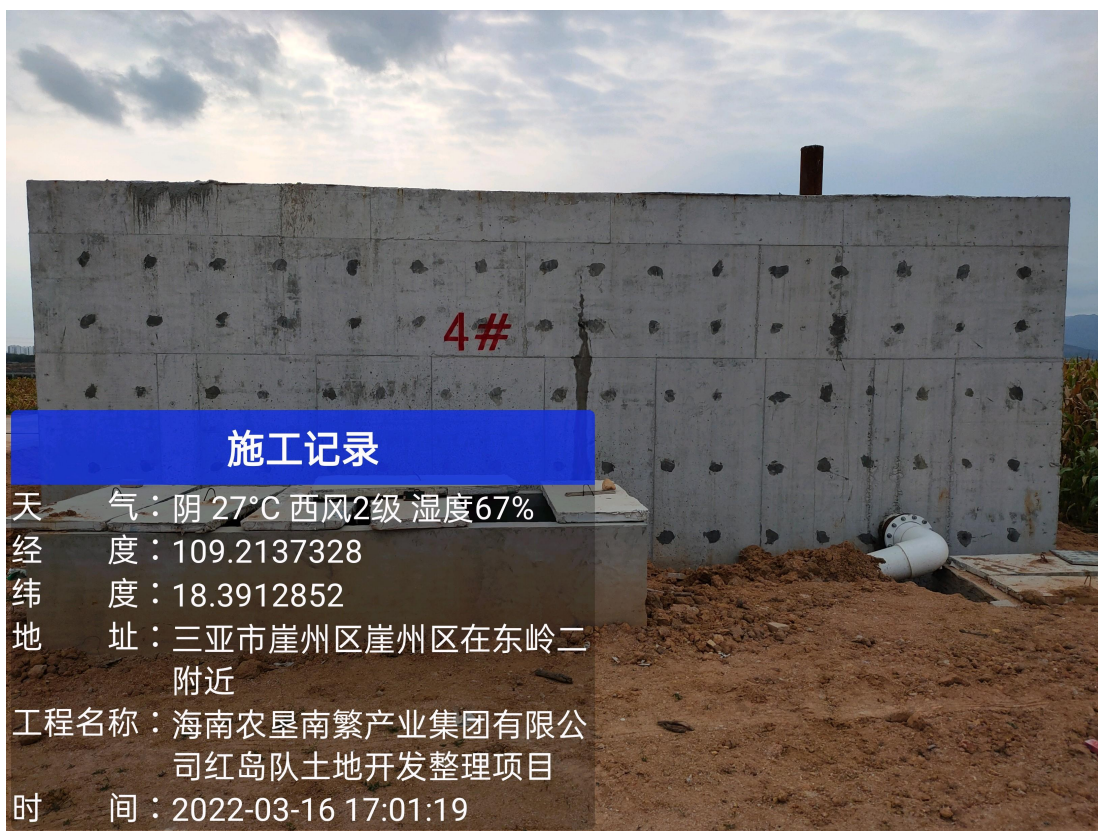 4#
施工记录
天气：阴 27°C 西风2级 湿度67%
经度：109.2137328
纬度：18.3912852
地址：三亚市崖州区崖州区在东岭二
附近
工程名称：海南农垦南繁产业集团有限公
司红岛队土地开发整理项目
时间：2022-03-16 17:01:19